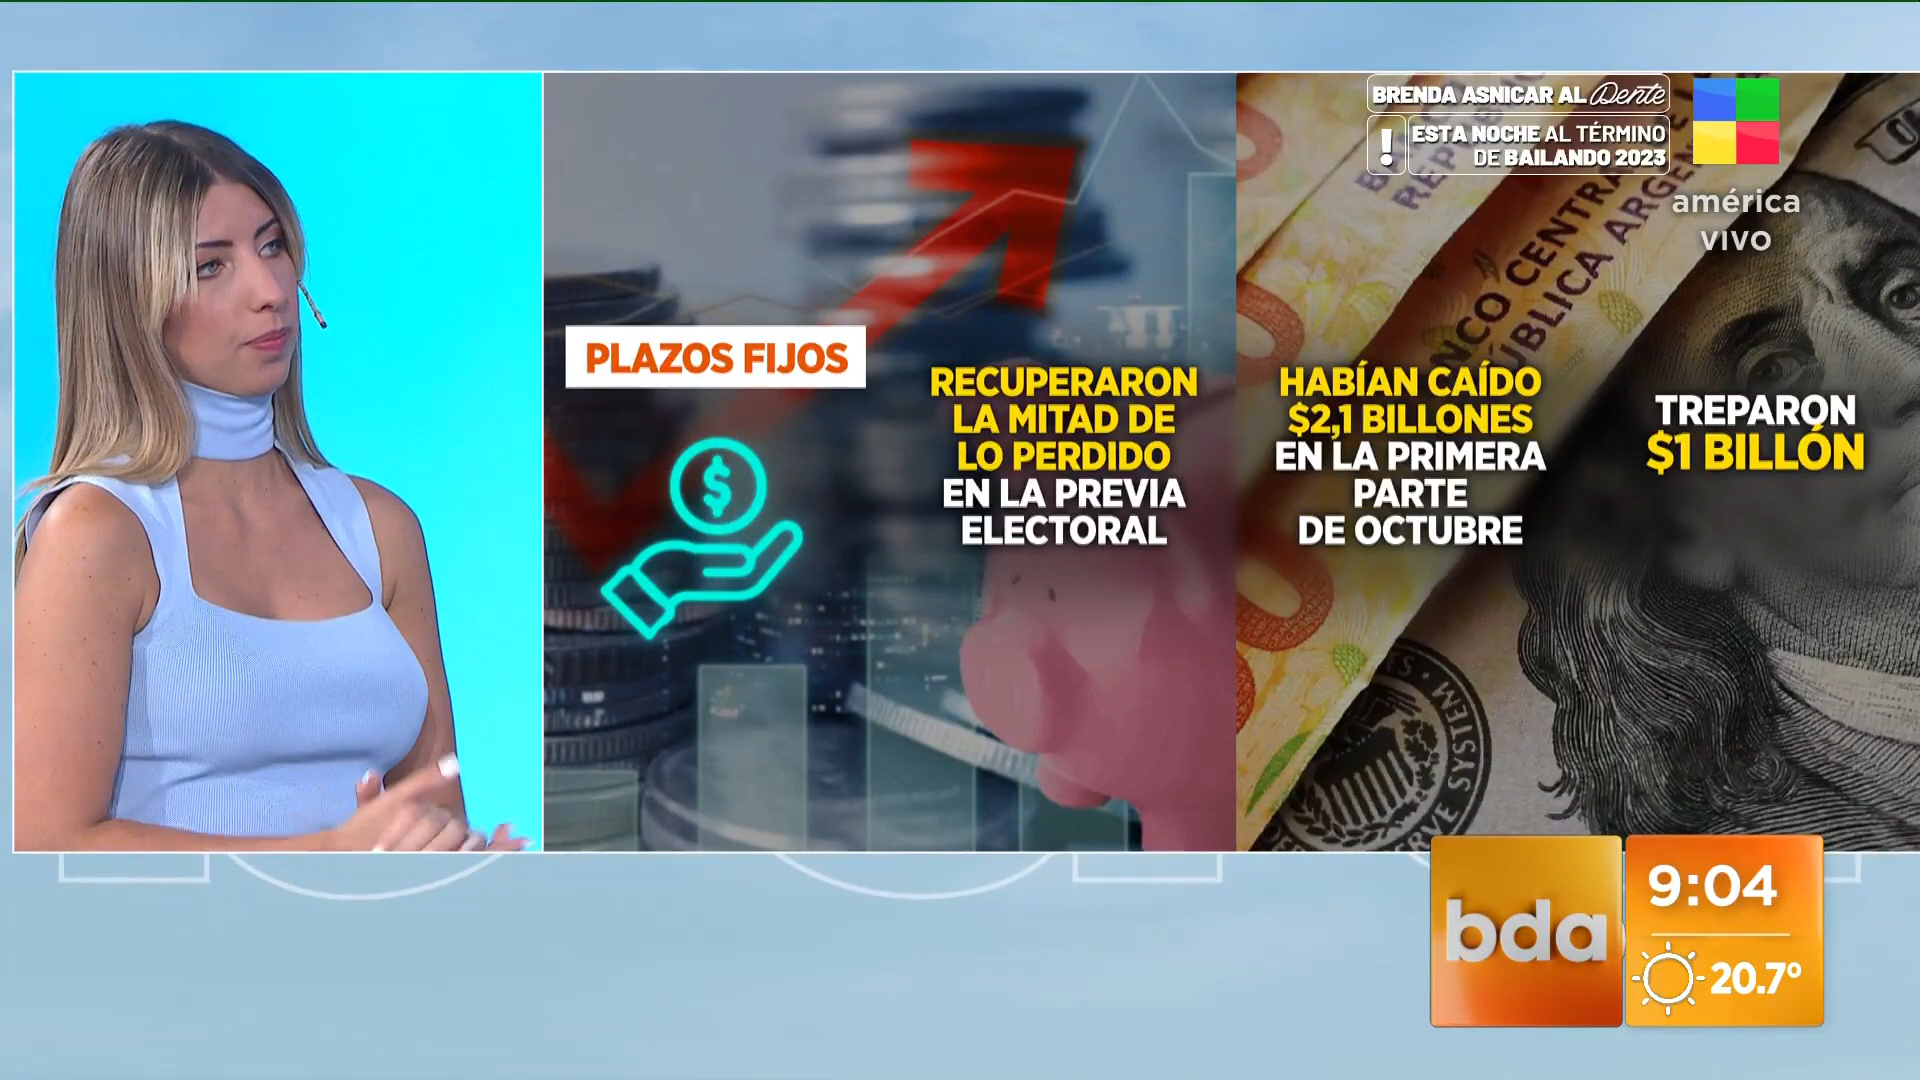 BRENDA ASNICAR AL Dente
! ESTA NOCHE AL TÉRMINO
DE BAILANDO 2023
américa
VIVO
PLAZOS FIJOS
RECUPERARON
LA MITAD DE
LO PERDIDO
EN LA PREVIA
ELECTORAL
HABÍAN CAÍDO
$2,1 BILLONES
EN LA PRIMERA
PARTE
DE OCTUBRE
TREPARON
$1 BILLÓN
$
bda
9:04
20.7º